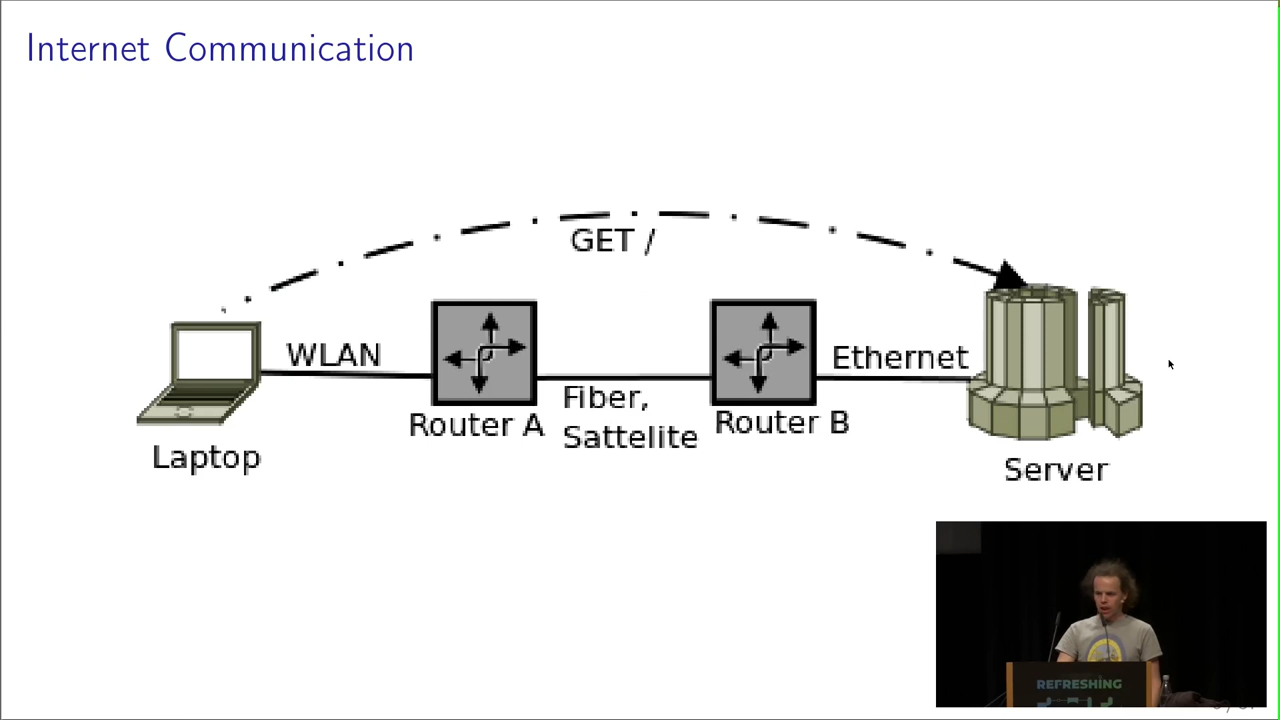 Internet Communication
GET /
WLAN
Ethernet
Fiber,
Sattelite
Router A
Router B
Laptop
Server
REFRESHING